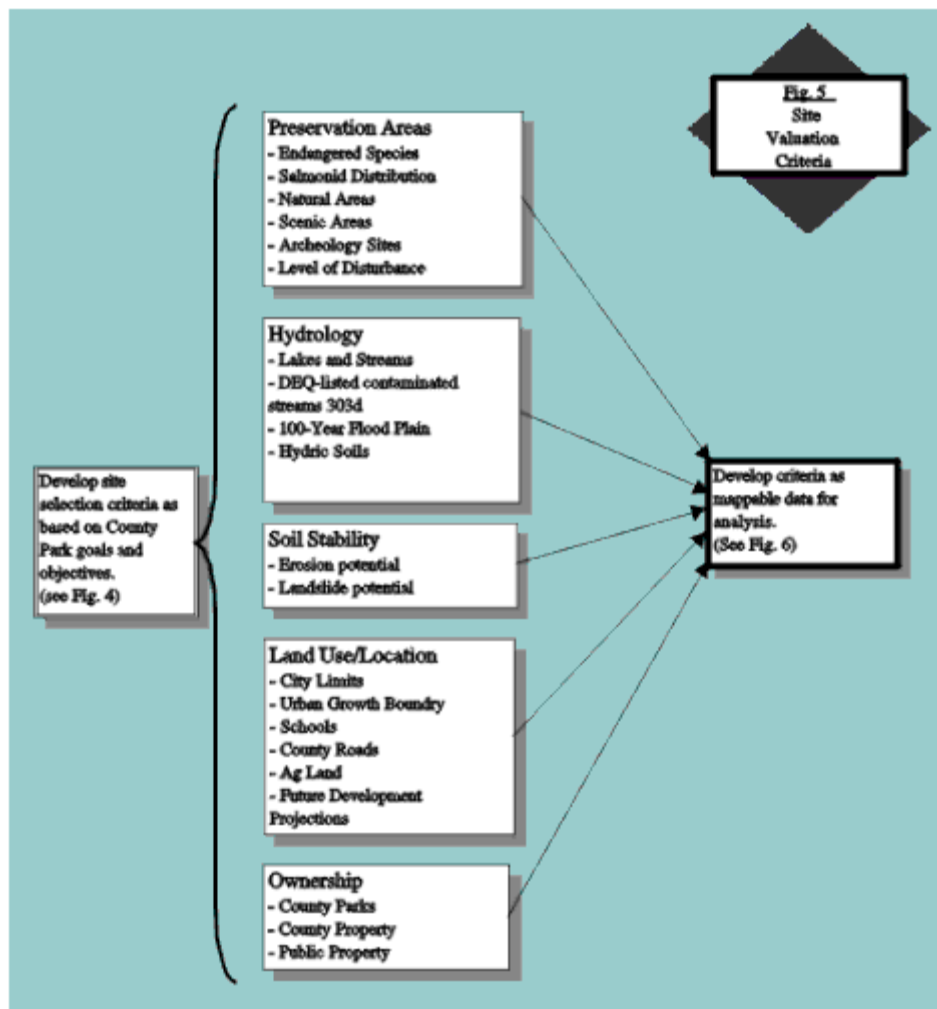 Fig. 5
Site
Valuation
Criteria
Develop site
selection criteria as
based on County
Park goals and
objectives.
(see Fig. 4)
Preservation Areas
- Endangered Species
- Salmonid Distribution
- Natural Areas
- Scenic Areas
- Archeology Sites
- Level of Disturbance
Hydrology
- Lakes and Streams
- DEQ-listed contaminated
streams 303d
- 100-Year Flood Plain
- Hydric Soils
Soil Stability
- Erosion potential
- Landslide potential
Land Use/Location
- City Limits
- Urban Growth Boundry
- Schools
- County Roads
- Ag Land
- Future Development
Projections
Ownership
- County Parks
- County Property
- Public Property
Develop criteria as
mappable data for
analysis.
(See Fig. 6)